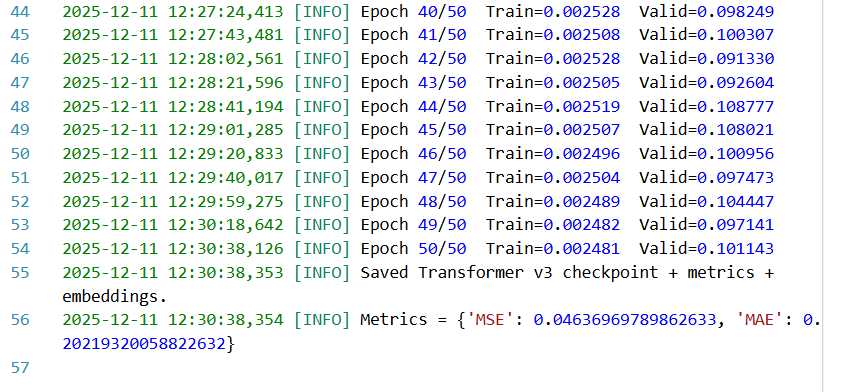 44 2025-12-11 12:27:24,413 [INFO] Epoch 40/50  Train=0.002528  Valid=0.098249
45 2025-12-11 12:27:43,481 [INFO] Epoch 41/50  Train=0.002508  Valid=0.100307
46 2025-12-11 12:28:02,561 [INFO] Epoch 42/50  Train=0.002528  Valid=0.091330
47 2025-12-11 12:28:21,596 [INFO] Epoch 43/50  Train=0.002505  Valid=0.092604
48 2025-12-11 12:28:41,194 [INFO] Epoch 44/50  Train=0.002519  Valid=0.108777
49 2025-12-11 12:29:01,285 [INFO] Epoch 45/50  Train=0.002507  Valid=0.108021
50 2025-12-11 12:29:20,833 [INFO] Epoch 46/50  Train=0.002496  Valid=0.100956
51 2025-12-11 12:29:40,017 [INFO] Epoch 47/50  Train=0.002504  Valid=0.097473
52 2025-12-11 12:29:59,275 [INFO] Epoch 48/50  Train=0.002489  Valid=0.104447
53 2025-12-11 12:30:18,642 [INFO] Epoch 49/50  Train=0.002482  Valid=0.097141
54 2025-12-11 12:30:38,126 [INFO] Epoch 50/50  Train=0.002481  Valid=0.101143
55 2025-12-11 12:30:38,353 [INFO] Saved Transformer v3 checkpoint + metrics +
embeddings.
56 2025-12-11 12:30:38,354 [INFO] Metrics = {'MSE': 0.04636969789862633, 'MAE': 0.
20219320058822632}
57